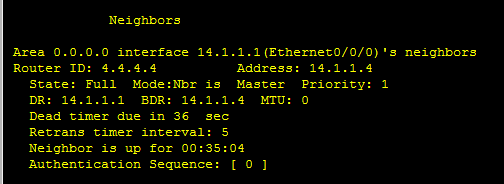 Neighbors
Area 0.0.0.0 interface 14.1.1.1(Ethernet0/0/0)'s neighbors
Router ID: 4.4.4.4 Address: 14.1.1.4
State: Full Mode:Nbr is Master Priority: 1
DR: 14.1.1.1 BDR: 14.1.1.4 MTU: 0
Dead timer due in 36 sec
Retrans timer interval: 5
Neighbor is up for 00:35:04
Authentication Sequence: [ 0 ]